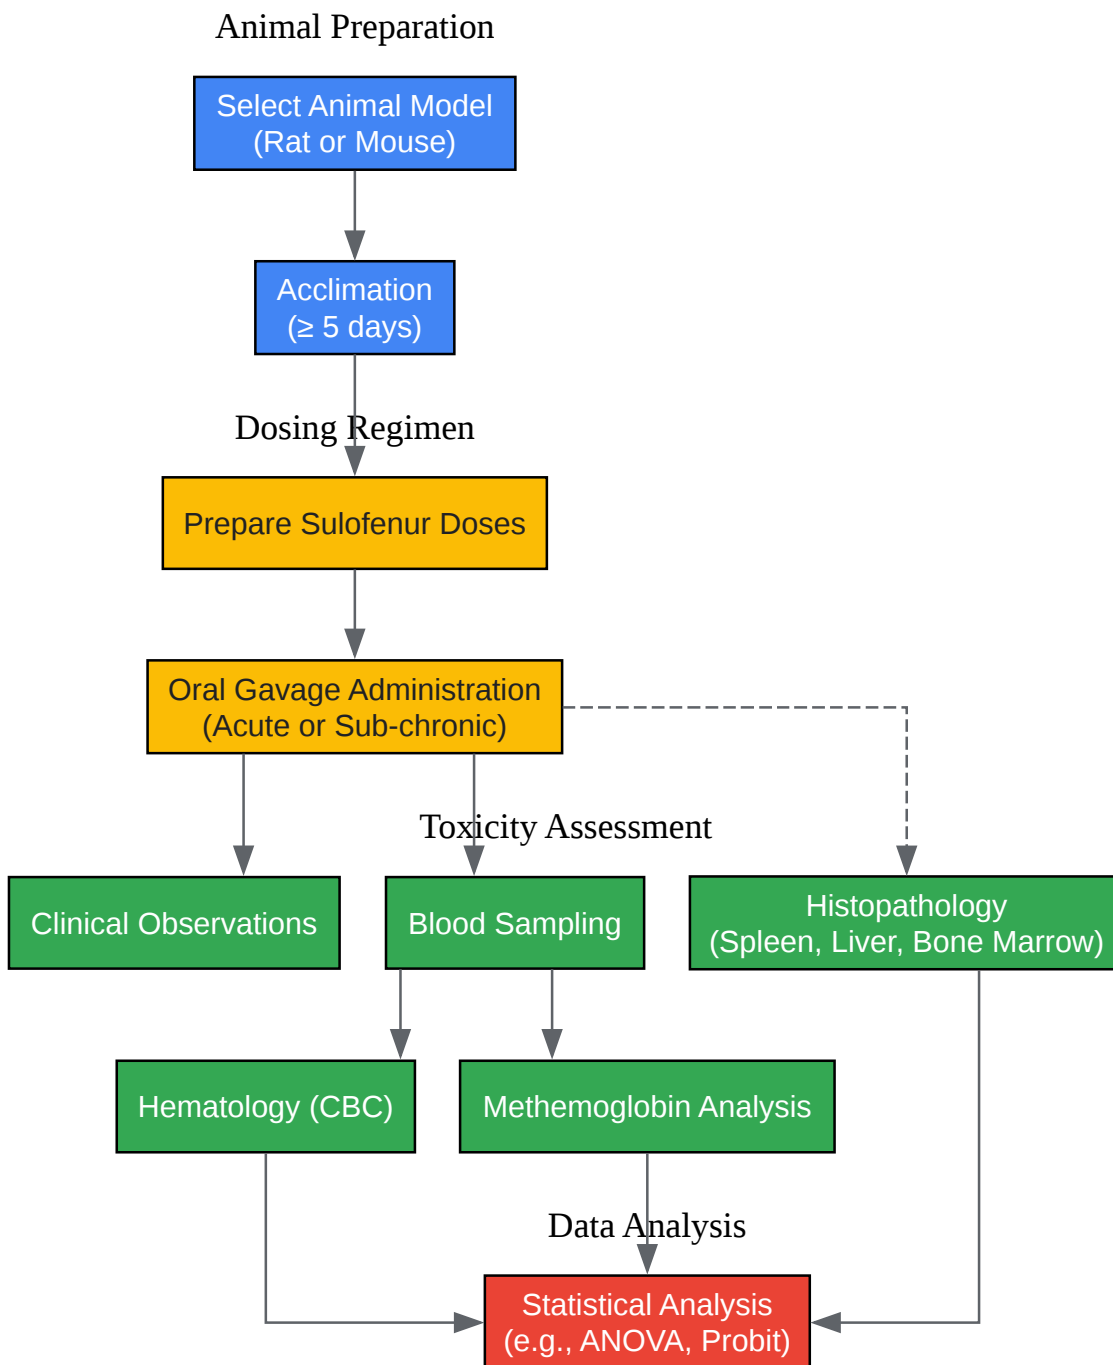 Animal Preparation
Select Animal Model
(Rat or Mouse)
Acclimation
(≥ 5 days)
Dosing Regimen
Prepare Sulofenur Doses
Oral Gavage Administration
(Acute or Sub-chronic)
Toxicity Assessment
Clinical Observations
Blood Sampling
Histopathology
(Spleen, Liver, Bone Marrow)
Hematology (CBC)
Methemoglobin Analysis
Data Analysis
Statistical Analysis
(e.g., ANOVA, Probit)